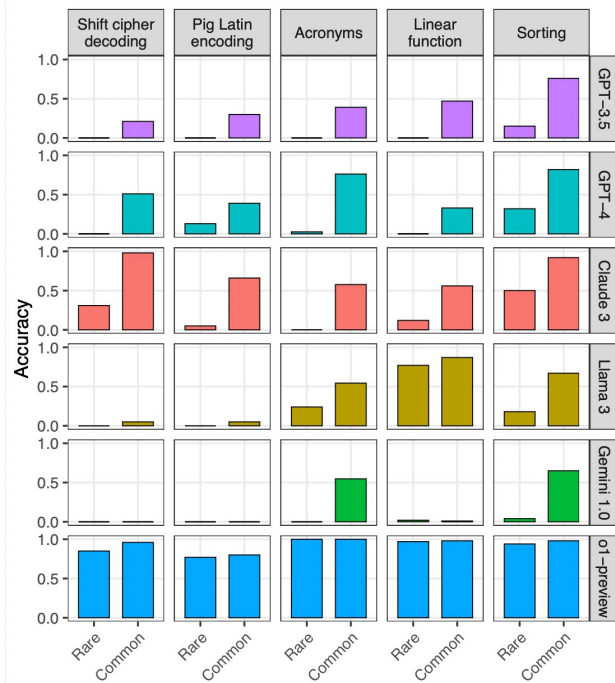 Shift cipher
decoding
Pig Latin
encoding
Acronyms
Linear
function
Sorting
1.0
0.5
0.0
GPT−3.5
1.0
0.5
0.0
GPT−4
1.0
0.5
0.0
Claude 3
1.0
0.5
0.0
Llama 3
1.0
0.5
0.0
Gemini 1.0
1.0
0.5
0.0
o1−preview
Accuracy
Rare
Common
Rare
Common
Rare
Common
Rare
Common
Rare
Common